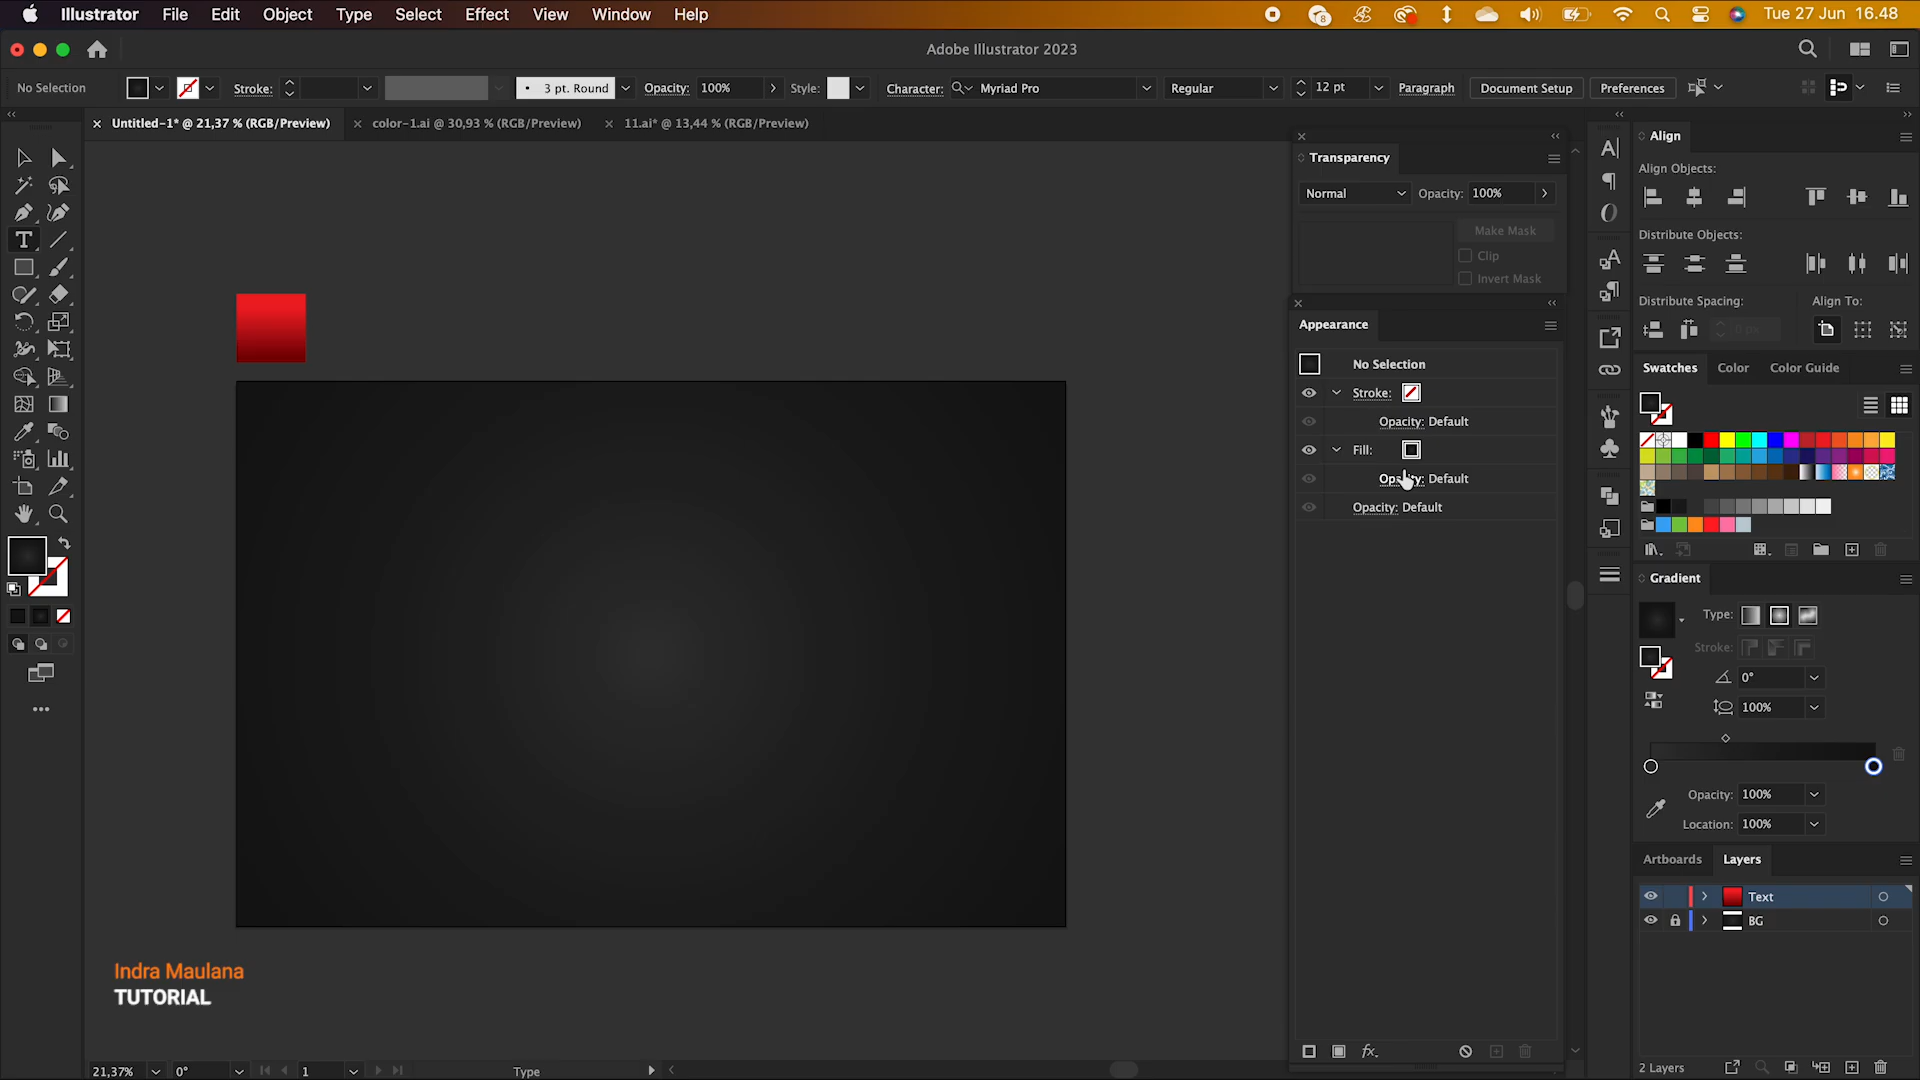 Illustrator File Edit Object Type Select Effect View Window Help 8 Tue 27 Jun 16.48
Adobe Illustrator 2023
No Selection Stroke: 3 pt. Round Opacity: 100% Style: Character: Myriad Pro Regular 12 pt Paragraph Document Setup Preferences
Untitled-1* @ 21,37 % (RGB/Preview) color-1.ai @ 30,93 % (RGB/Preview) 11.ai* @ 13,44 % (RGB/Preview)
Transparency
Normal Opacity: 100%
Make Mask
Clip
Invert Mask
Appearance
No Selection
Stroke:
Opacity: Default
Fill:
Opacity: Default
Opacity: Default
Align
Align Objects:
Distribute Objects:
Distribute Spacing: Align To:
0 px
Swatches Color Color Guide
Gradient
Type:
Stroke:
0°
100%
Opacity: 100%
Location: 100%
Artboards Layers
Text
BG
2 Layers
Indra Maulana
TUTORIAL
21,37% 0° 1 Type